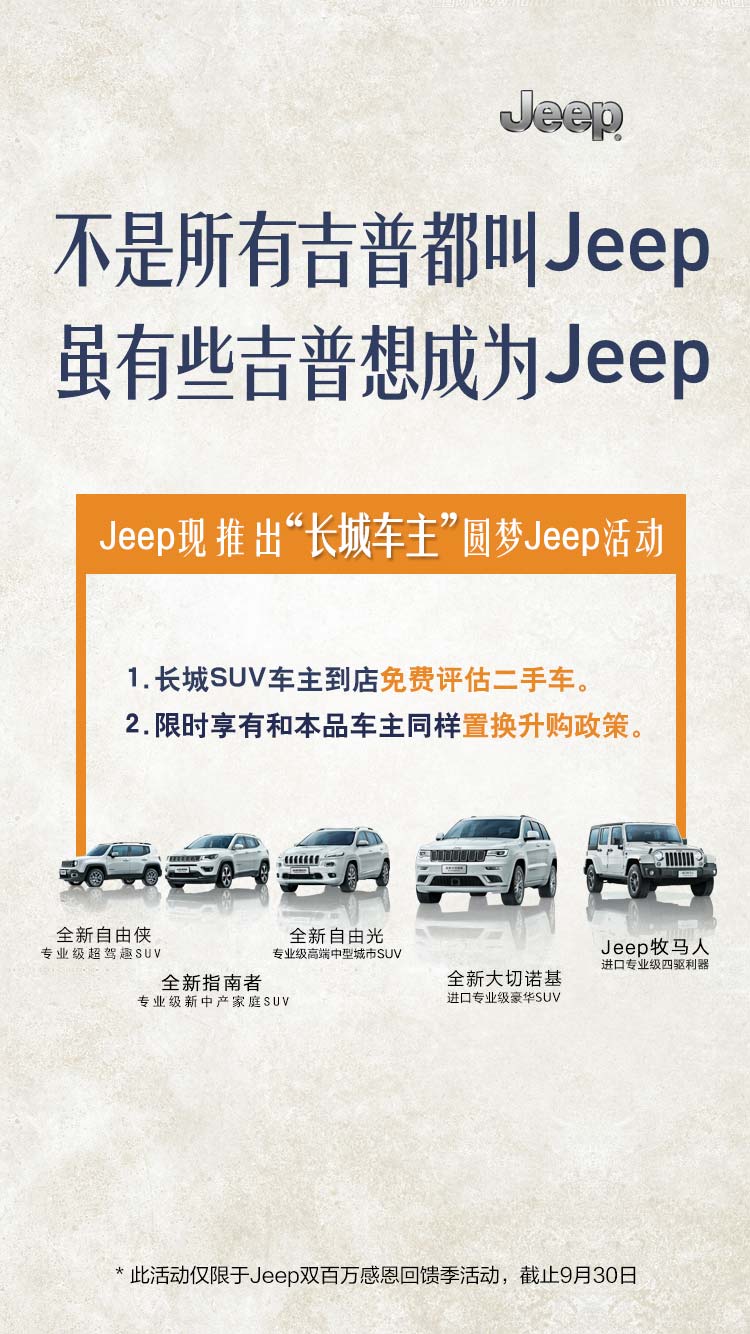 Jeep
不是所有吉普都叫Jeep
虽有些吉普想成为Jeep
Jeep现推出“长城车主”圆梦Jeep活动
1.长城SUV车主到店免费评估二手车。
2.限时享有和本品车主同样置换升购政策。
全新自由侠
专业级超驾趣SUV
全新指南者
专业级新中产家庭SUV
全新自由光
专业级高端中型城市SUV
全新大切诺基
进口专业级豪华SUV
Jeep牧马人
进口专业级四驱利器
*此活动仅限于Jeep双百万感恩回馈季活动，截止9月30日